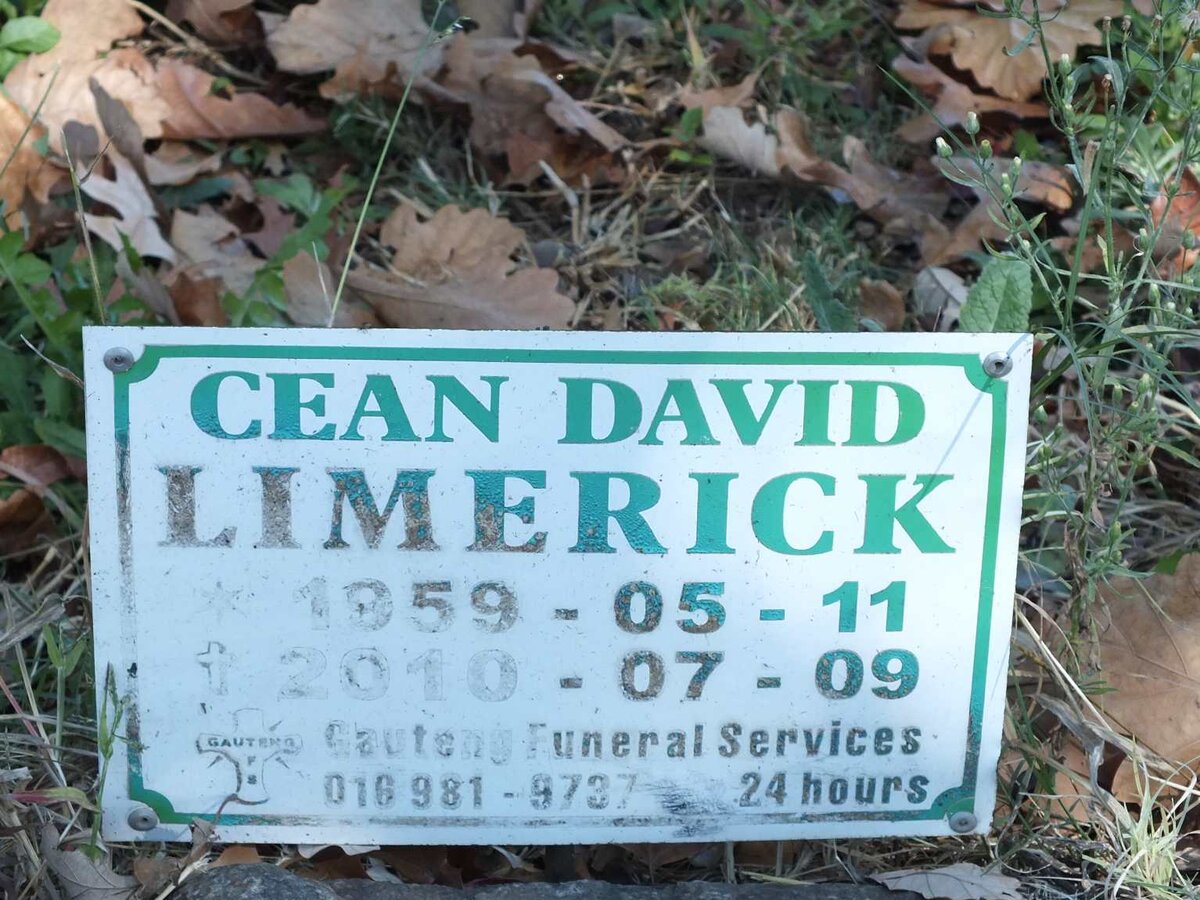 CEAN DAVID
LIMERICK
* 1959 - 05 - 11
† 2010 - 07 - 09
GAUTENG
Gauteng Funeral Services
016 981 - 9737 24 hours